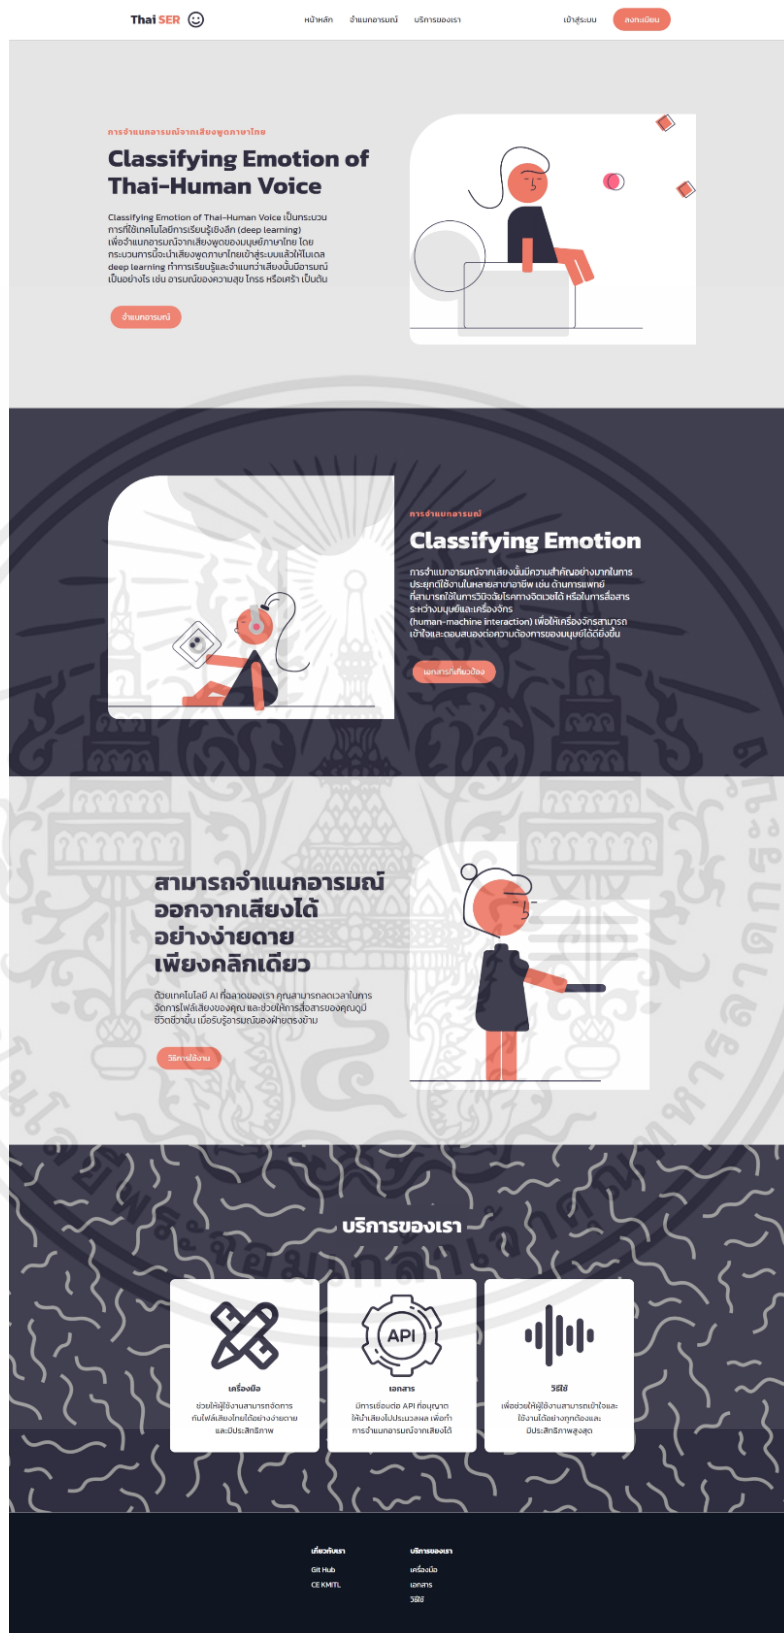 Thai SER
หน้าหลัก จำแนกอารมณ์ บริการของเรา
เข้าสู่ระบบ ลงทะเบียน
การจำแนกอารมณ์จากเสียงพูดภาษาไทย
Classifying Emotion of
Thai-Human Voice
Classifying Emotion of Thai-Human Voice เป็นกระบวน
การที่ใช้เทคโนโลยีการเรียนรู้เชิงลึก (deep learning)
เพื่อจำแนกอารมณ์จากเสียงพูดของมนุษย์ภาษาไทย โดย
กระบวนการนี้จะนำเสียงพูดภาษาไทยเข้าสู่ระบบแล้วให้โมเดล
deep learning ทำการเรียนรู้และจำแนกว่าเสียงนั้นมีอารมณ์
เป็นอย่างไร เช่น อารมณ์ของความสุข โกรธ หรือเศร้า เป็นต้น
จำแนกอารมณ์
การจำแนกอารมณ์
Classifying Emotion
การจำแนกอารมณ์จากเสียงนั้นมีความสำคัญอย่างมากในการ
ประยุกต์ใช้งานในหลายสาขาอาชีพ เช่น ด้านการแพทย์
ที่สามารถใช้ในการวินิจฉัยโรคทางจิตเวชได้ หรือในการสื่อสาร
ระหว่างมนุษย์และเครื่องจักร
(human-machine interaction) เพื่อให้เครื่องจักรสามารถ
เข้าใจและตอบสนองต่อความต้องการของมนุษย์ได้ดียิ่งขึ้น
เอกสารที่เกี่ยวข้อง
สามารถจำแนกอารมณ์
ออกจากเสียงได้
อย่างง่ายดาย
เพียงคลิกเดียว
ด้วยเทคโนโลยี AI ที่ฉลาดของเรา คุณสามารถลดเวลาในการ
จัดการไฟล์เสียงของคุณ และช่วยให้การสื่อสารของคุณดูมี
ชีวิตชีวาขึ้น เมื่อรับรู้อารมณ์ของฝ่ายตรงข้าม
วิธีการใช้งาน
บริการของเรา
เครื่องมือ
ช่วยให้ผู้ใช้งานสามารถจัดการ
กับไฟล์เสียงไทยได้อย่างง่ายดาย
และมีประสิทธิภาพ
API
เอกสาร
มีการเชื่อมต่อ API ที่อนุญาต
ให้นำเสียงไปประมวลผล เพื่อทำ
การจำแนกอารมณ์จากเสียงได้
วิธีใช้
เพื่อช่วยให้ผู้ใช้งานสามารถเข้าใจและ
ใช้งานได้อย่างถูกต้องและ
มีประสิทธิภาพสูงสุด
เกี่ยวกับเรา
Git Hub
CE KMITL
บริการของเรา
เครื่องมือ
เอกสาร
วิธีใช้